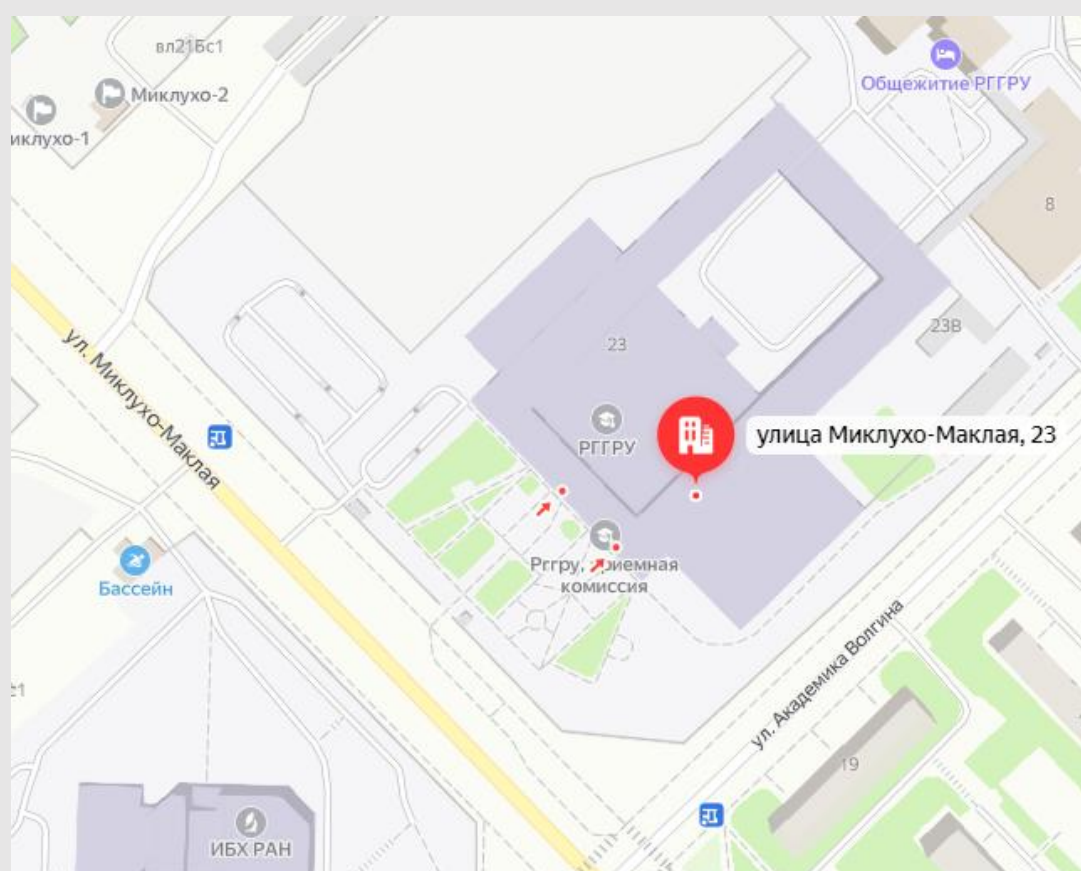 вл21Бс1
Миклухо-2
иклухо-1
Общежитие РГГРУ
8
23В
23
ул. Миклухо-Маклая
РГГРУ
улица Миклухо-Маклая, 23
Рггру, приемная
комиссия
Бассейн
ул. Академика Волгина
с1
19
ИБХ РАН